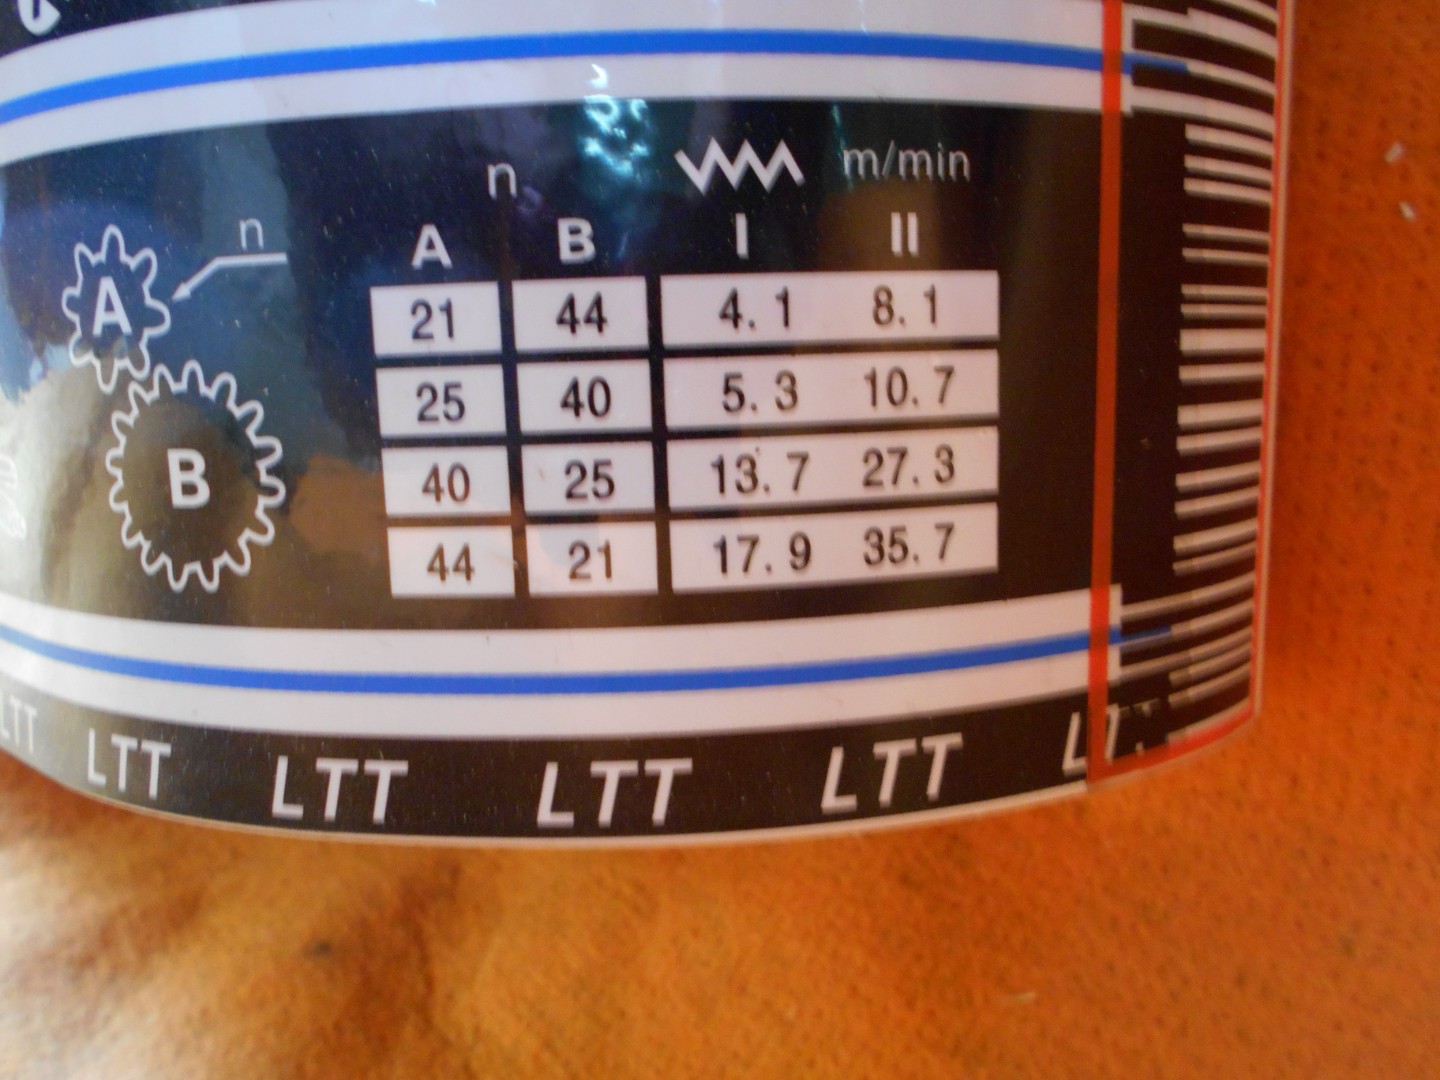 n m/min
n A B I II
A 21 44 4. 1 8. 1
25 40 5. 3 10. 7
B 40 25 13. 7 27. 3
44 21 17. 9 35. 7
LTT LTT LTT LTT LTT LTT